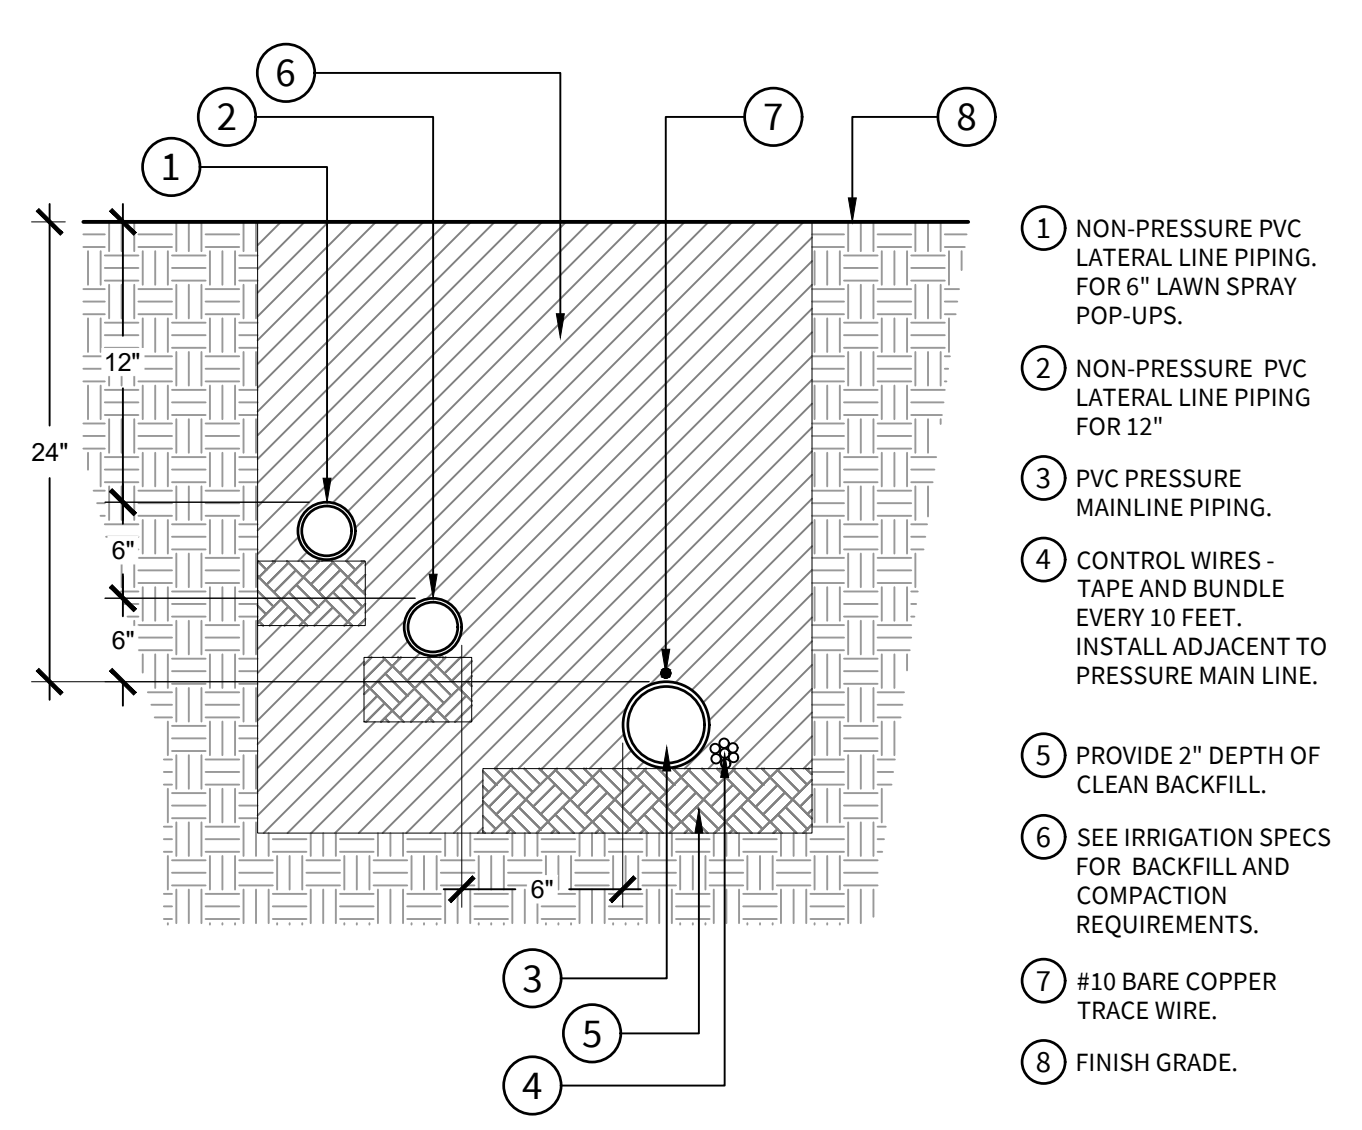 6
2
7
8
1
12"
24"
6"
6"
6"
3
5
4
1 NON-PRESSURE PVC
LATERAL LINE PIPING.
FOR 6" LAWN SPRAY
POP-UPS.
2 NON-PRESSURE PVC
LATERAL LINE PIPING
FOR 12"
3 PVC PRESSURE
MAINLINE PIPING.
4 CONTROL WIRES -
TAPE AND BUNDLE
EVERY 10 FEET.
INSTALL ADJACENT TO
PRESSURE MAIN LINE.
5 PROVIDE 2" DEPTH OF
CLEAN BACKFILL.
6 SEE IRRIGATION SPECS
FOR BACKFILL AND
COMPACTION
REQUIREMENTS.
7 #10 BARE COPPER
TRACE WIRE.
8 FINISH GRADE.